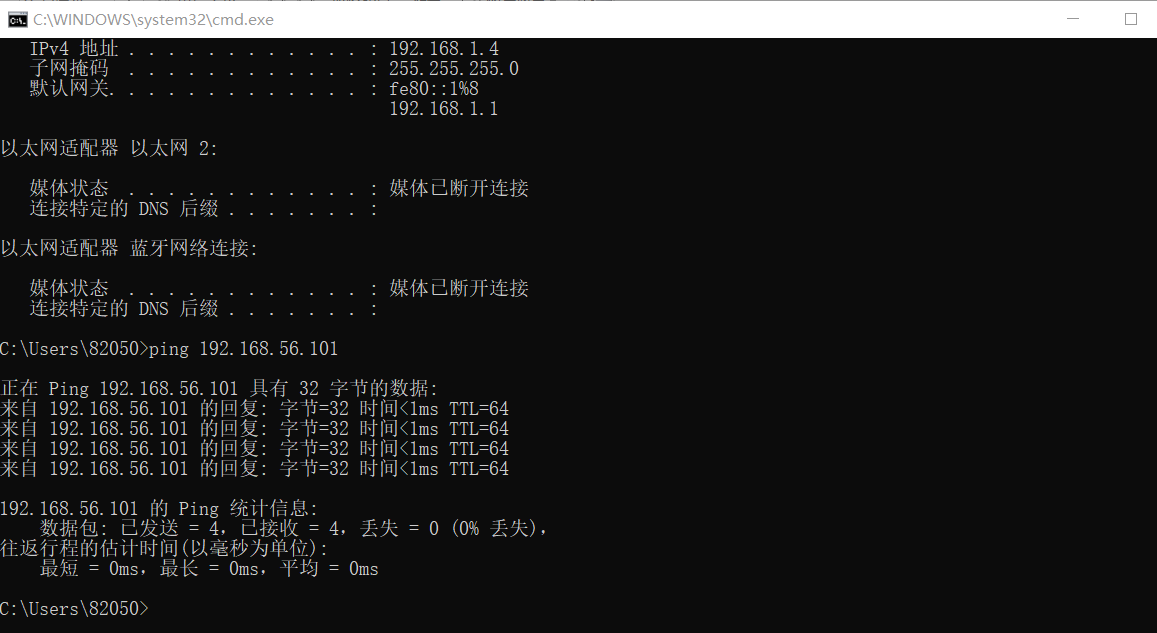 C:\WINDOWS\system32\cmd.exe
IPv4 地址 . . . . . . . . . . . . : 192.168.1.4
子网掩码  . . . . . . . . . . . . : 255.255.255.0
默认网关. . . . . . . . . . . . . : fe80::1%8
192.168.1.1
以太网适配器 以太网 2:
媒体状态  . . . . . . . . . . . . : 媒体已断开连接
连接特定的 DNS 后缀 . . . . . . . :
以太网适配器 蓝牙网络连接:
媒体状态  . . . . . . . . . . . . : 媒体已断开连接
连接特定的 DNS 后缀 . . . . . . . :
C:\Users\82050>ping 192.168.56.101
正在 Ping 192.168.56.101 具有 32 字节的数据:
来自 192.168.56.101 的回复: 字节=32 时间<1ms TTL=64
来自 192.168.56.101 的回复: 字节=32 时间<1ms TTL=64
来自 192.168.56.101 的回复: 字节=32 时间<1ms TTL=64
来自 192.168.56.101 的回复: 字节=32 时间<1ms TTL=64
192.168.56.101 的 Ping 统计信息:
数据包: 已发送 = 4，已接收 = 4，丢失 = 0 (0% 丢失)，
往返行程的估计时间(以毫秒为单位):
最短 = 0ms，最长 = 0ms，平均 = 0ms
C:\Users\82050>